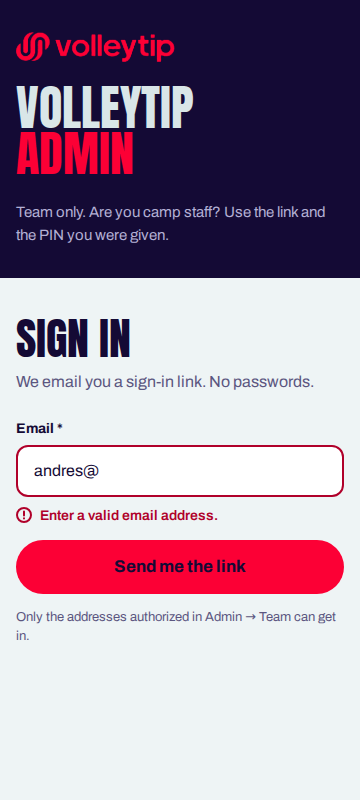 volleytip
VOLLEYTIP
ADMIN
Team only. Are you camp staff? Use the link and
the PIN you were given.
SIGN IN
We email you a sign-in link. No passwords.
Email *
andres@
Enter a valid email address.
Send me the link
Only the addresses authorized in Admin → Team can get
in.